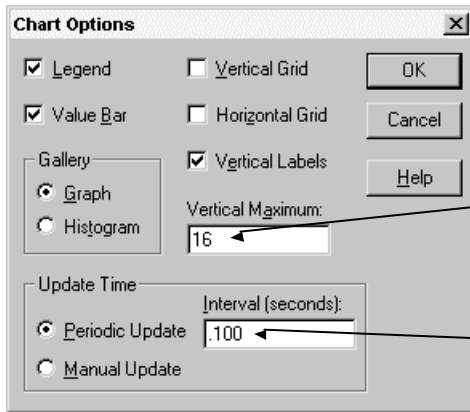 Chart Options
Legend
Vertical Grid
OK
Value Bar
Horizontal Grid
Cancel
Gallery
Vertical Labels
Help
Graph
Histogram
Vertical Maximum:
16
Update Time
Interval (seconds):
Periodic Update
.100
Manual Update